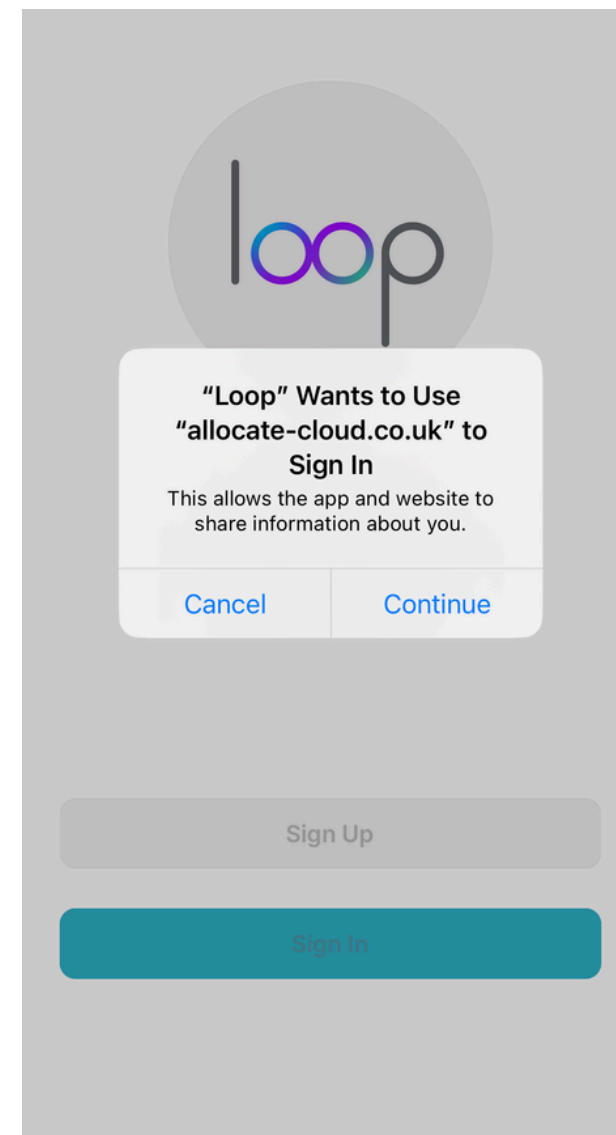 loop
“Loop” Wants to Use
“allocate-cloud.co.uk” to
Sign In
This allows the app and website to
share information about you.
Cancel Continue
Sign Up
Sign In